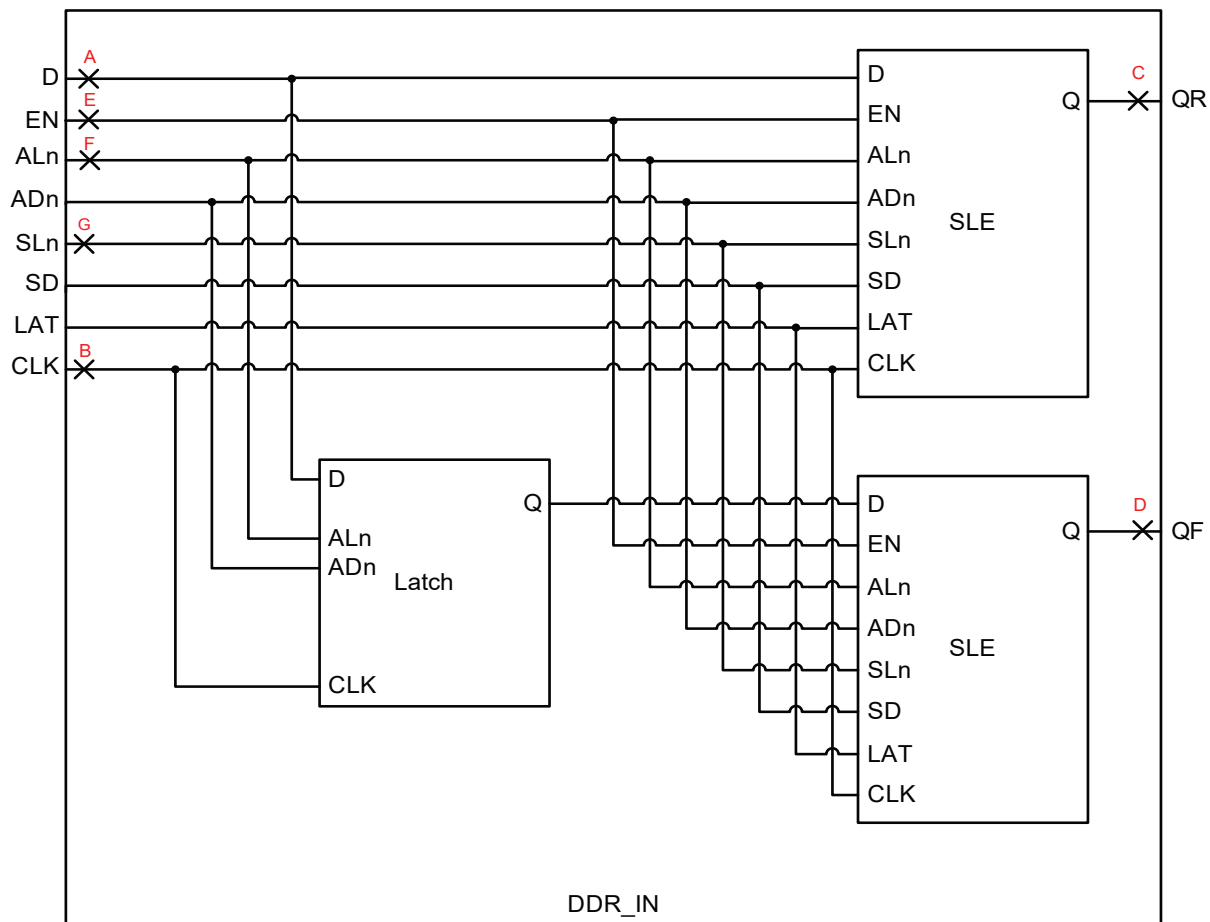 A
D
D
C
E
Q
QR
EN
EN
F
ALn
ALn
ADn
ADn
G
SLE
SLn
SLn
SD
SD
LAT
LAT
B
CLK
CLK
D
Q
ALn
ADn
Latch
CLK
D
D
Q
QF
EN
ALn
ADn
SLE
SLn
SD
LAT
CLK
DDR_IN